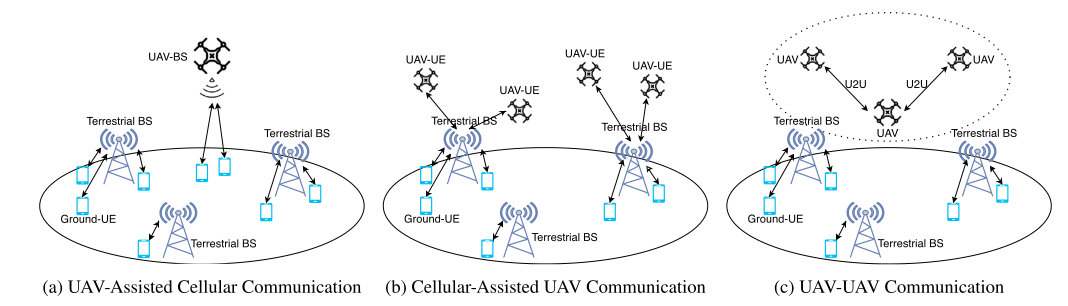 UAV-BS
Terrestrial BS
Terrestrial BS
Ground-UE
Terrestrial BS
(a) UAV-Assisted Cellular Communication
UAV-UE
UAV-UE
UAV-UE
UAV-UE
Terrestrial BS
Terrestrial BS
Ground-UE
Terrestrial BS
(b) Cellular-Assisted UAV Communication
UAV
UAV
U2U
U2U
UAV
Terrestrial BS
Terrestrial BS
Ground-UE
Terrestrial BS
(c) UAV-UAV Communication